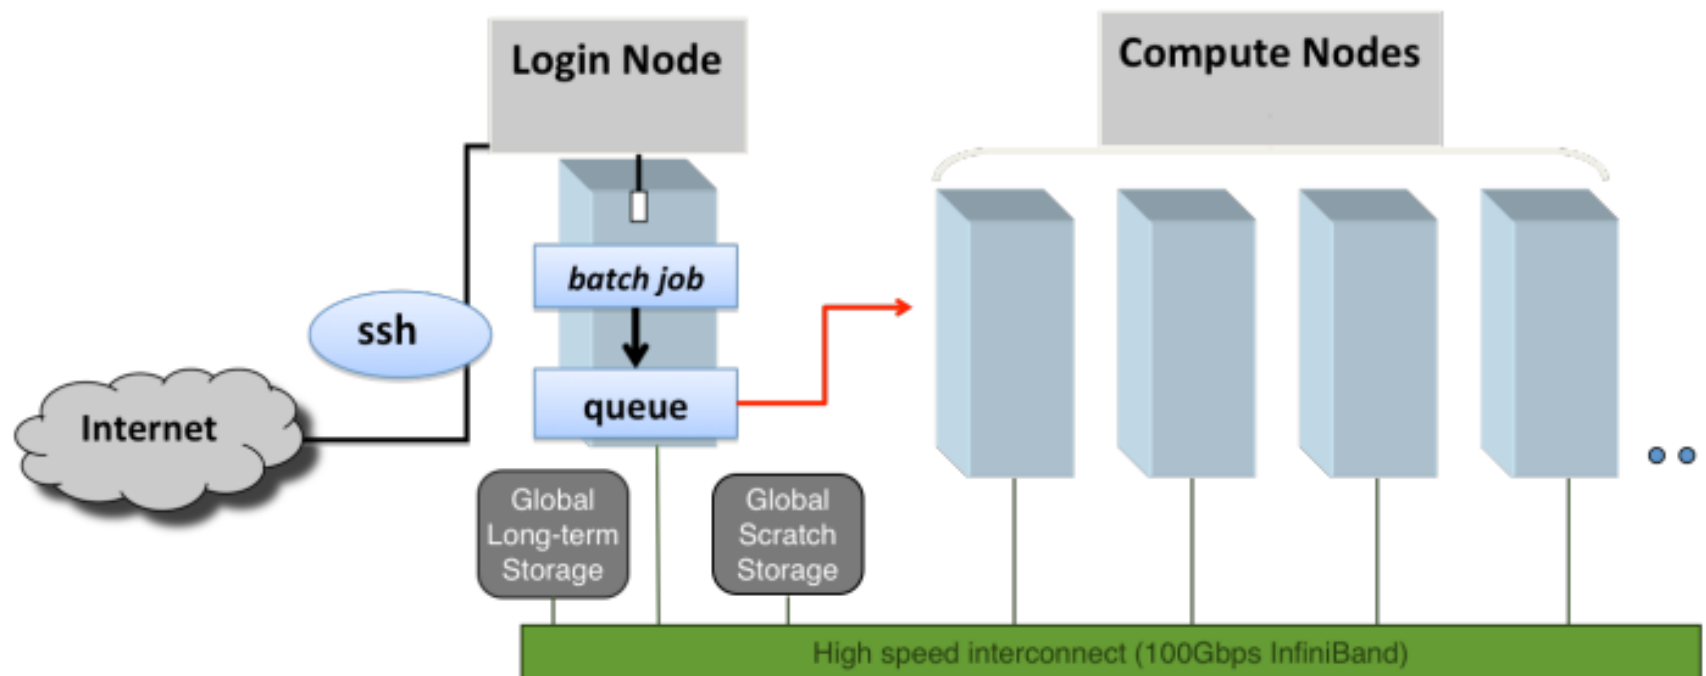 Login Node
Compute Nodes
batch job
ssh
queue
Internet
Global
Long-term
Storage
Global
Scratch
Storage
High speed interconnect (100Gbps InfiniBand)